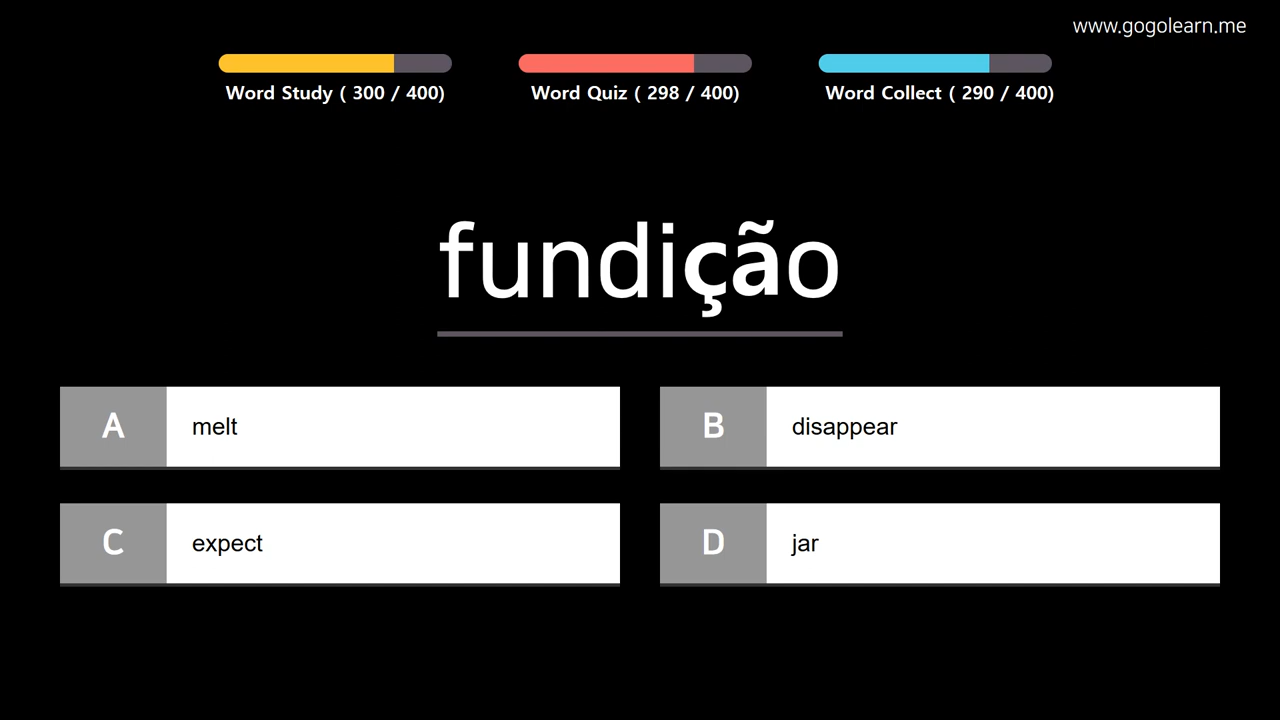 www.gogolearn.me
Word Study ( 300 / 400)
Word Quiz ( 298 / 400)
Word Collect ( 290 / 400)
fundição
A melt
B disappear
C expect
D jar